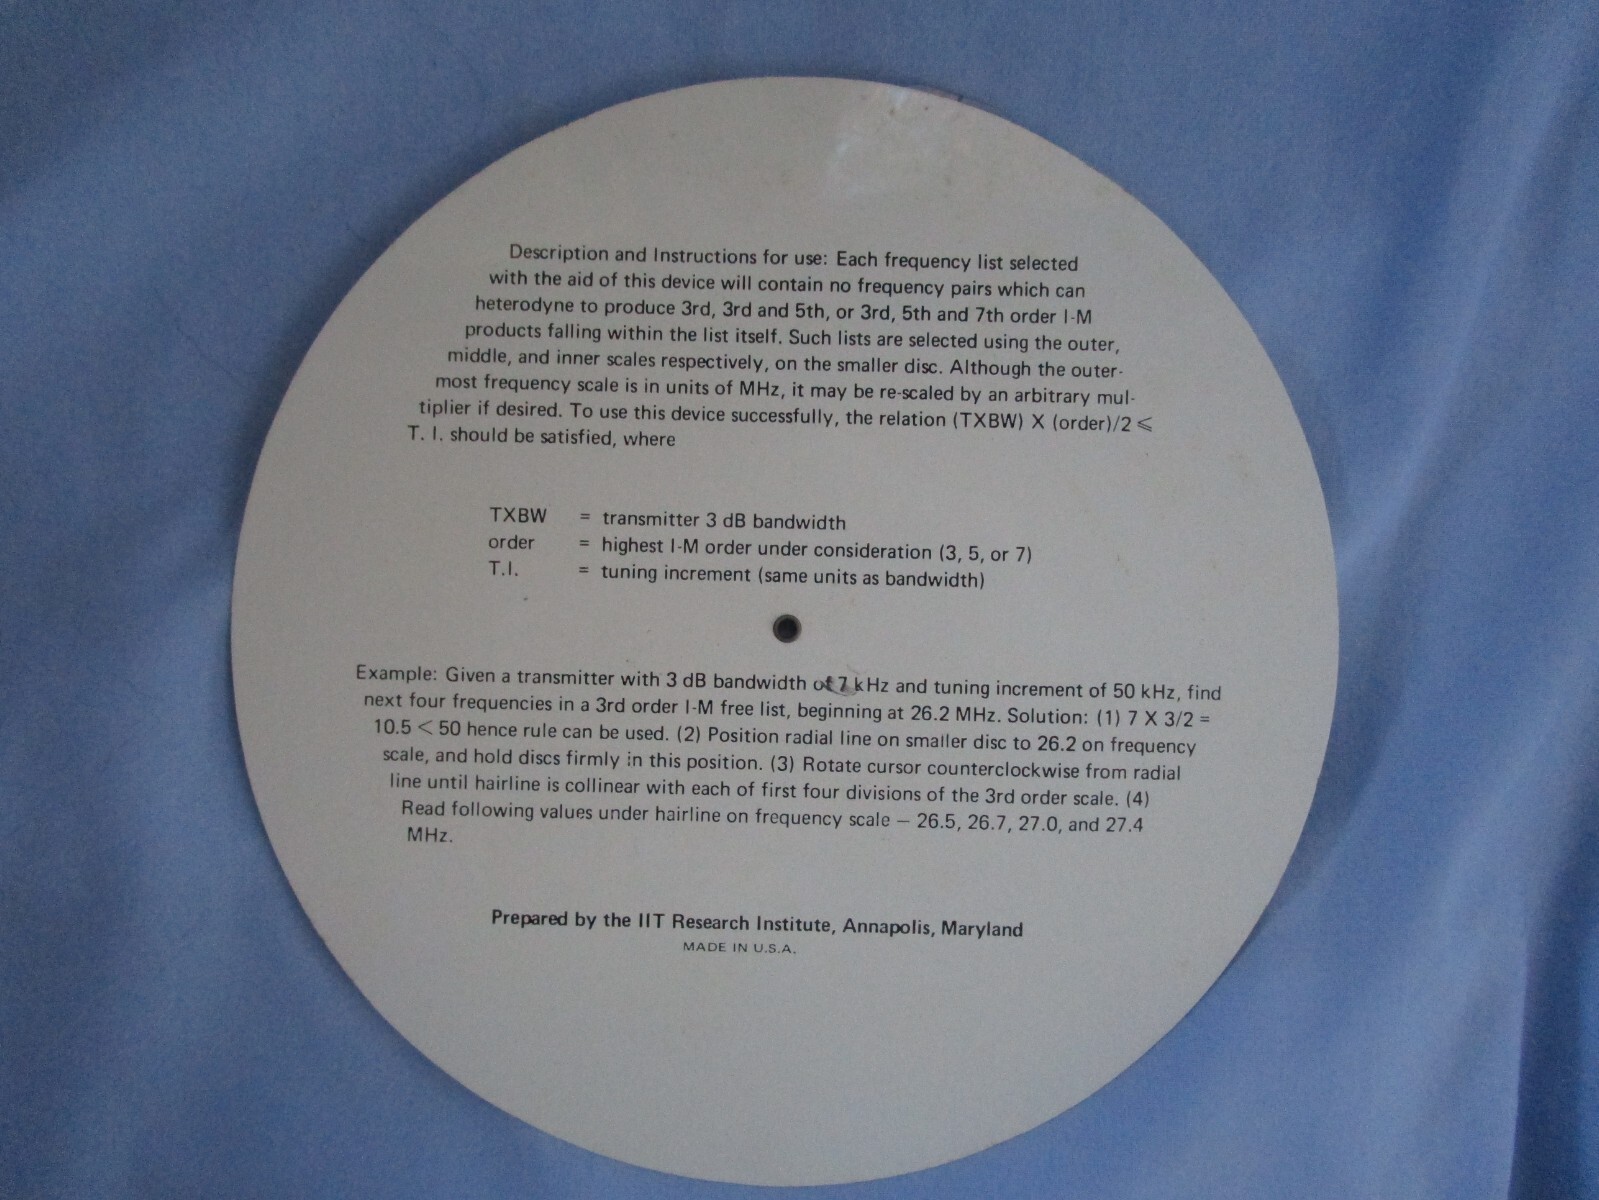 Description and Instructions for use: Each frequency list selected
with the aid of this device will contain no frequency pairs which can
heterodyne to produce 3rd, 3rd and 5th, or 3rd, 5th and 7th order I-M
products falling within the list itself. Such lists are selected using the outer,
middle, and inner scales respectively, on the smaller disc. Although the outer-
most frequency scale is in units of MHz, it may be re-scaled by an arbitrary mul-
tiplier if desired. To use this device successfully, the relation (TXBW) X (order)/2 ⩽
T. I. should be satisfied, where
TXBW = transmitter 3 dB bandwidth
order = highest I-M order under consideration (3, 5, or 7)
T.I. = tuning increment (same units as bandwidth)
Example: Given a transmitter with 3 dB bandwidth of 7 kHz and tuning increment of 50 kHz, find
next four frequencies in a 3rd order I-M free list, beginning at 26.2 MHz. Solution: (1) 7 X 3/2 =
10.5 < 50 hence rule can be used. (2) Position radial line on smaller disc to 26.2 on frequency
scale, and hold discs firmly in this position. (3) Rotate cursor counterclockwise from radial
line until hairline is collinear with each of first four divisions of the 3rd order scale. (4)
Read following values under hairline on frequency scale — 26.5, 26.7, 27.0, and 27.4
MHz.
Prepared by the IIT Research Institute, Annapolis, Maryland
MADE IN U.S.A.